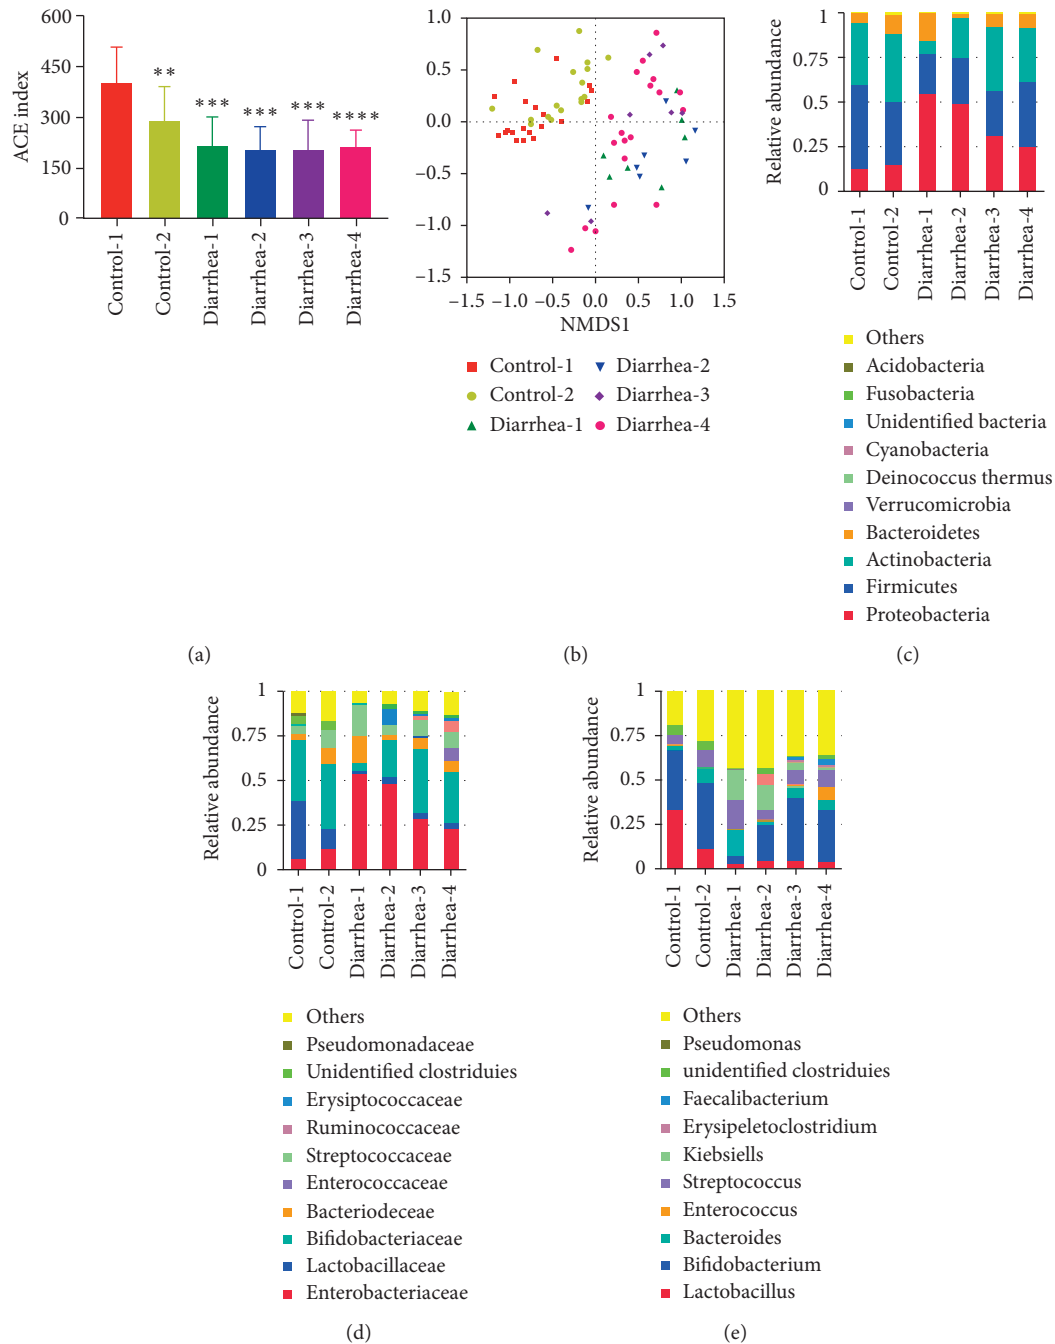 600
450
300
150
0
ACE index
**
***
***
***
****
Control-1
Control-2
Diarrhea-1
Diarrhea-2
Diarrhea-3
Diarrhea-4
(a)
1.0
0.5
0.0
−0.5
−1.0
−1.5
−1.5 −1.0 −0.5 0.0 0.5 1.0 1.5
NMDS1
Control-1
Control-2
Diarrhea-1
Diarrhea-2
Diarrhea-3
Diarrhea-4
(b)
1
0.75
0.5
0.25
0
Relative abundance
Control-1
Control-2
Diarrhea-1
Diarrhea-2
Diarrhea-3
Diarrhea-4
Others
Acidobacteria
Fusobacteria
Unidentified bacteria
Cyanobacteria
Deinococcus thermus
Verrucomicrobia
Bacteroidetes
Actinobacteria
Firmicutes
Proteobacteria
(c)
1
0.75
0.5
0.25
0
Relative abundance
Control-1
Control-2
Diarrhea-1
Diarrhea-2
Diarrhea-3
Diarrhea-4
Others
Pseudomonadaceae
Unidentified clostriduies
Erysiptococcaceae
Ruminococcaceae
Streptococcaceae
Enterococcaceae
Bacteriodeceae
Bifidobacteriaceae
Lactobacillaceae
Enterobacteriaceae
(d)
1
0.75
0.5
0.25
0
Relative abundance
Control-1
Control-2
Diarrhea-1
Diarrhea-2
Diarrhea-3
Diarrhea-4
Others
Pseudomonas
unidentified clostriduies
Faecalibacterium
Erysipeletoclostridium
Kiebsiells
Streptococcus
Enterococcus
Bacteroides
Bifidobacterium
Lactobacillus
(e)